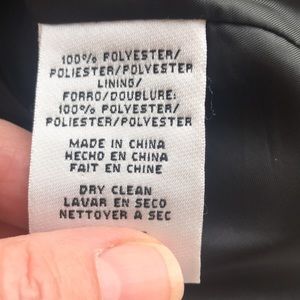 100% POLYESTER/
POLIESTER/POLYESTER
LINING/
FORRO/DOUBLURE:
100% POLYESTER/
POLIESTER/POLYESTER
MADE IN CHINA
HECHO EN CHINA
FAIT EN CHINE
DRY CLEAN
LAVAR EN SECO
NETTOYER A SEC